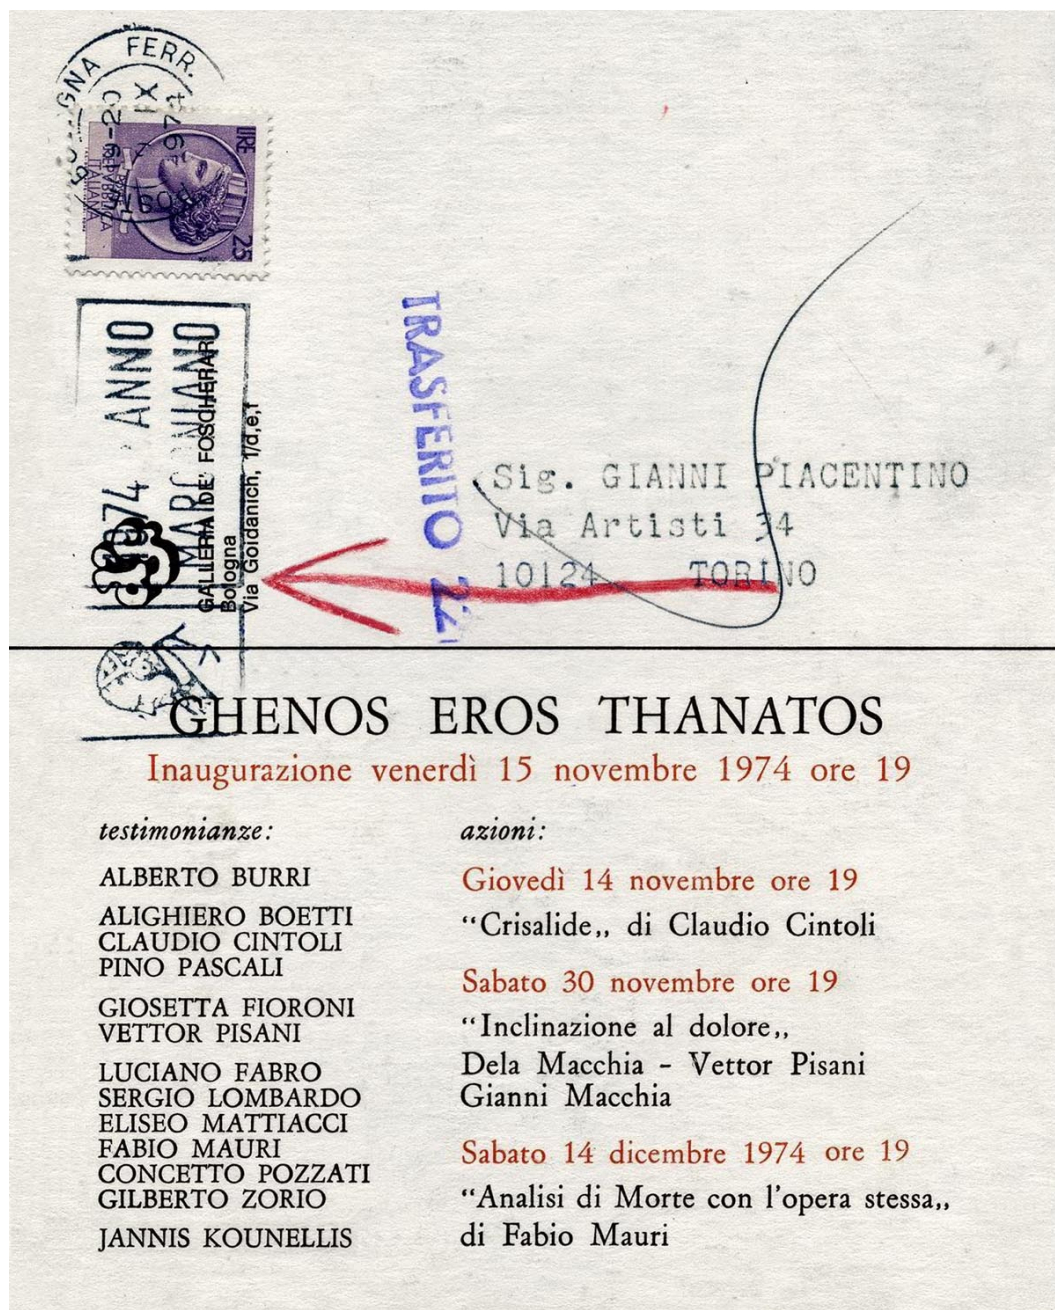 GNA FERR.
19-20
IX
1974
LIRE
25
REPUBBLICA
ITALIANA
1974 ANNO
MARCONIANO
GALLERIA DE' FOSCHERARI
Bologna
Via Goidanich, 1/d,e,f
TRASFERITO 22
Sig. GIANNI PIACENTINO
Via Artisti 34
10124 TORINO
GHENOS EROS THANATOS
Inaugurazione venerdì 15 novembre 1974 ore 19
testimonianze:
ALBERTO BURRI
ALIGHIERO BOETTI
CLAUDIO CINTOLI
PINO PASCALI
GIOSETTA FIORONI
VETTOR PISANI
LUCIANO FABRO
SERGIO LOMBARDO
ELISEO MATTIACCI
FABIO MAURI
CONCETTO POZZATI
GILBERTO ZORIO
JANNIS KOUNELLIS
azioni:
Giovedì 14 novembre ore 19
“Crisalide„ di Claudio Cintoli
Sabato 30 novembre ore 19
“Inclinazione al dolore„
Dela Macchia - Vettor Pisani
Gianni Macchia
Sabato 14 dicembre 1974 ore 19
“Analisi di Morte con l'opera stessa„
di Fabio Mauri